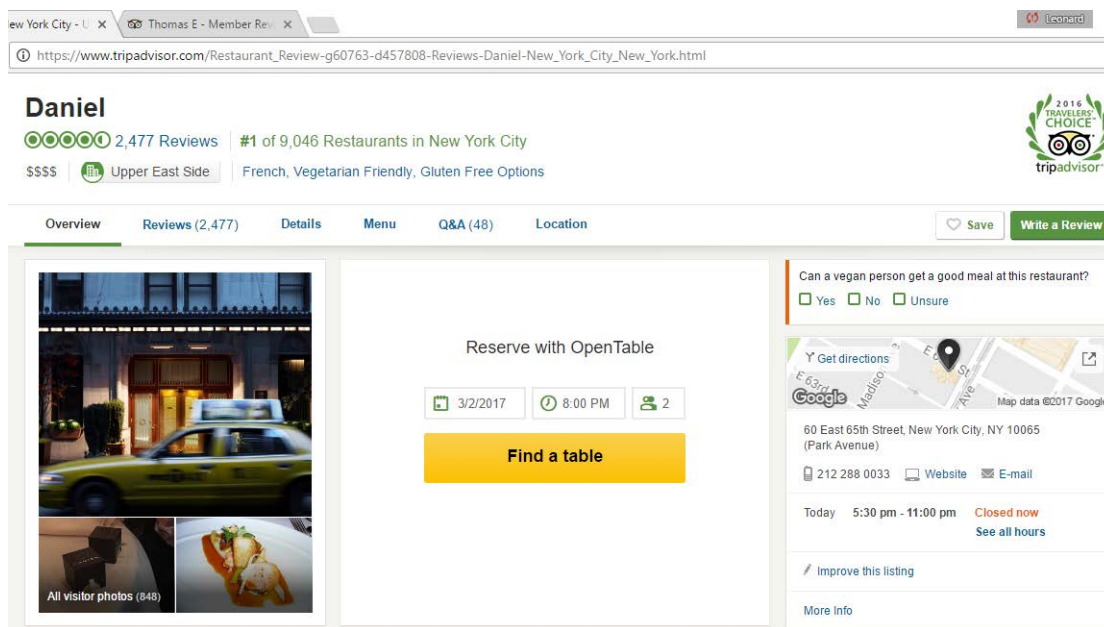 ew York City - U
Thomas E - Member Rev
Leonard
https://www.tripadvisor.com/Restaurant_Review-g60763-d457808-Reviews-Daniel-New_York_City_New_York.html
Daniel
2,477 Reviews #1 of 9,046 Restaurants in New York City
$$$$ Upper East Side French, Vegetarian Friendly, Gluten Free Options
2016
TRAVELERS'
CHOICE
tripadvisor
Overview Reviews (2,477) Details Menu Q&A (48) Location Save Write a Review
Reserve with OpenTable
3/2/2017 8:00 PM 2
Find a table
All visitor photos (848)
Can a vegan person get a good meal at this restaurant?
Yes No Unsure
Get directions
E 63rd
Madiso
St
Ave
Google
Map data ©2017 Google
60 East 65th Street, New York City, NY 10065
(Park Avenue)
212 288 0033 Website E-mail
Today 5:30 pm - 11:00 pm Closed now
See all hours
Improve this listing
More Info